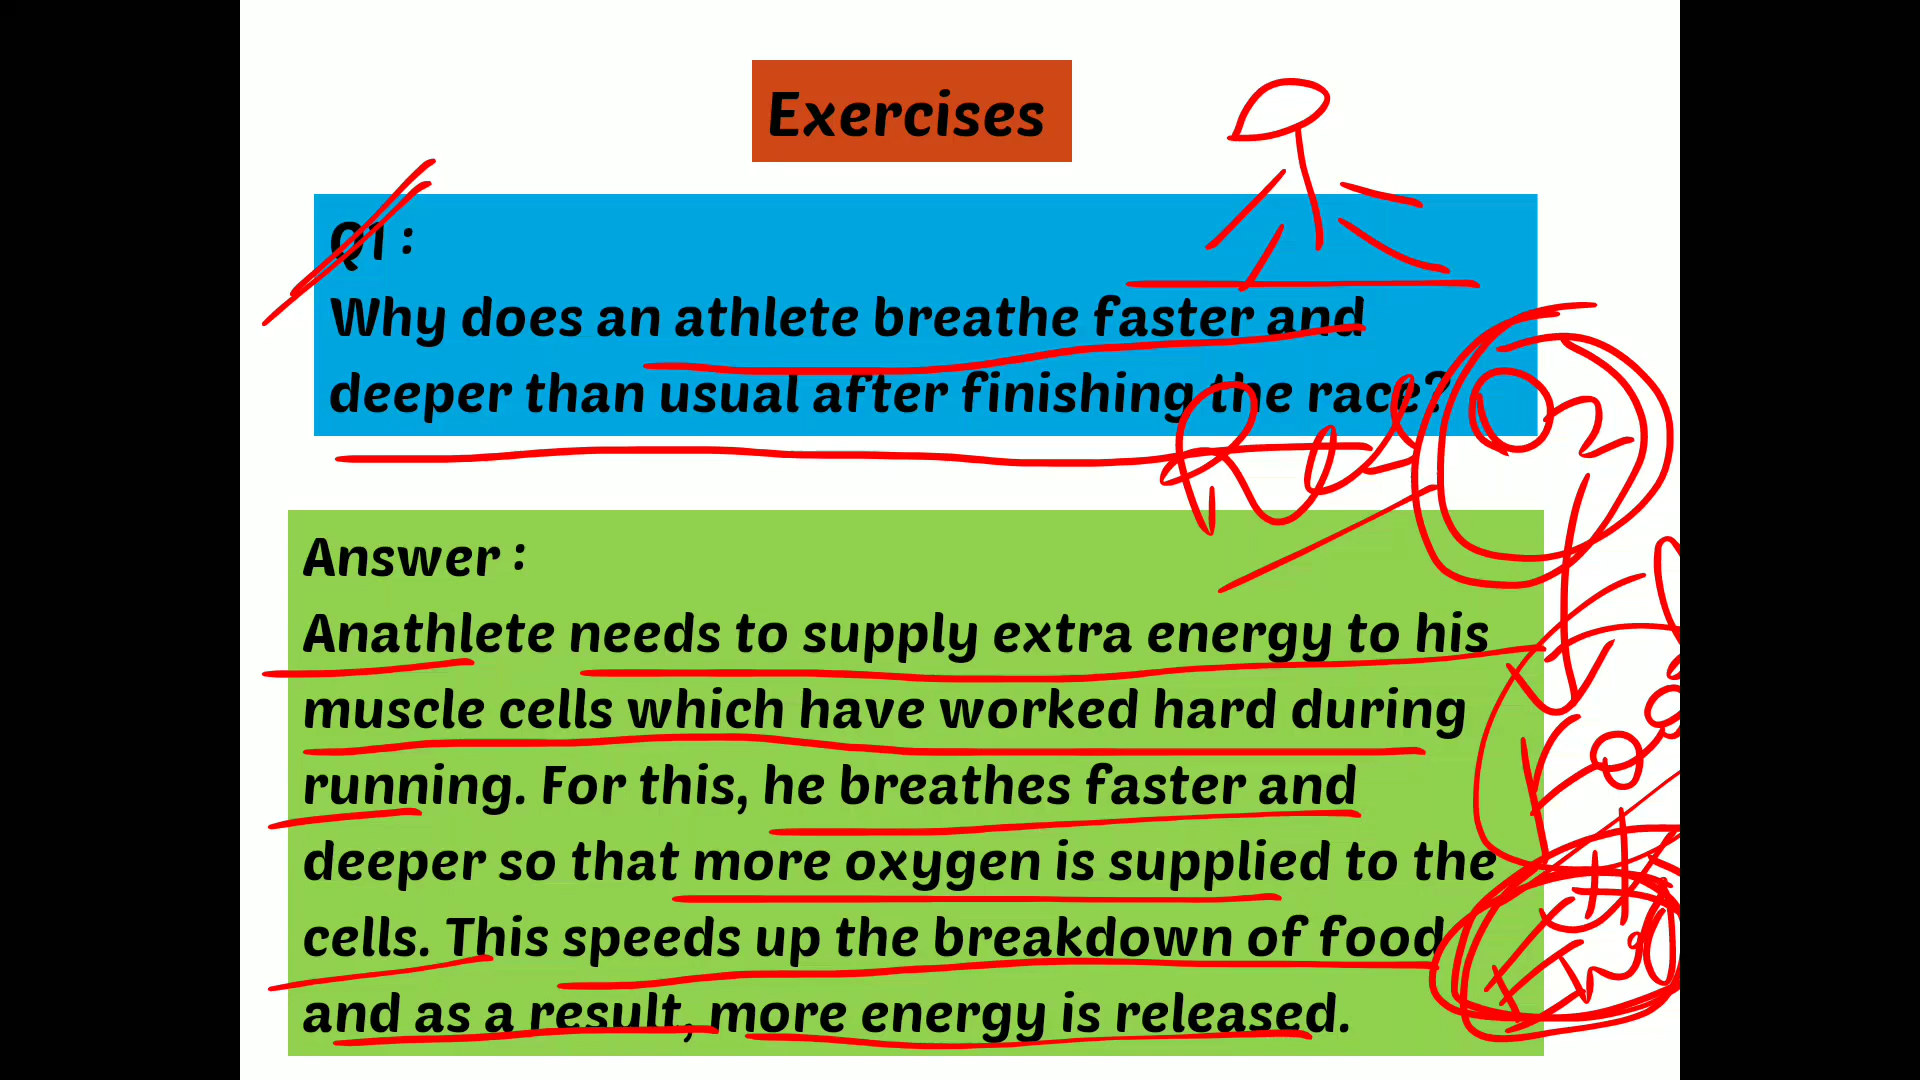 Exercises
Q1 :
Why does an athlete breathe faster and
deeper than usual after finishing the race?
Answer :
Anathlete needs to supply extra energy to his
muscle cells which have worked hard during
running. For this, he breathes faster and
deeper so that more oxygen is supplied to the
cells. This speeds up the breakdown of food
and as a result, more energy is released.